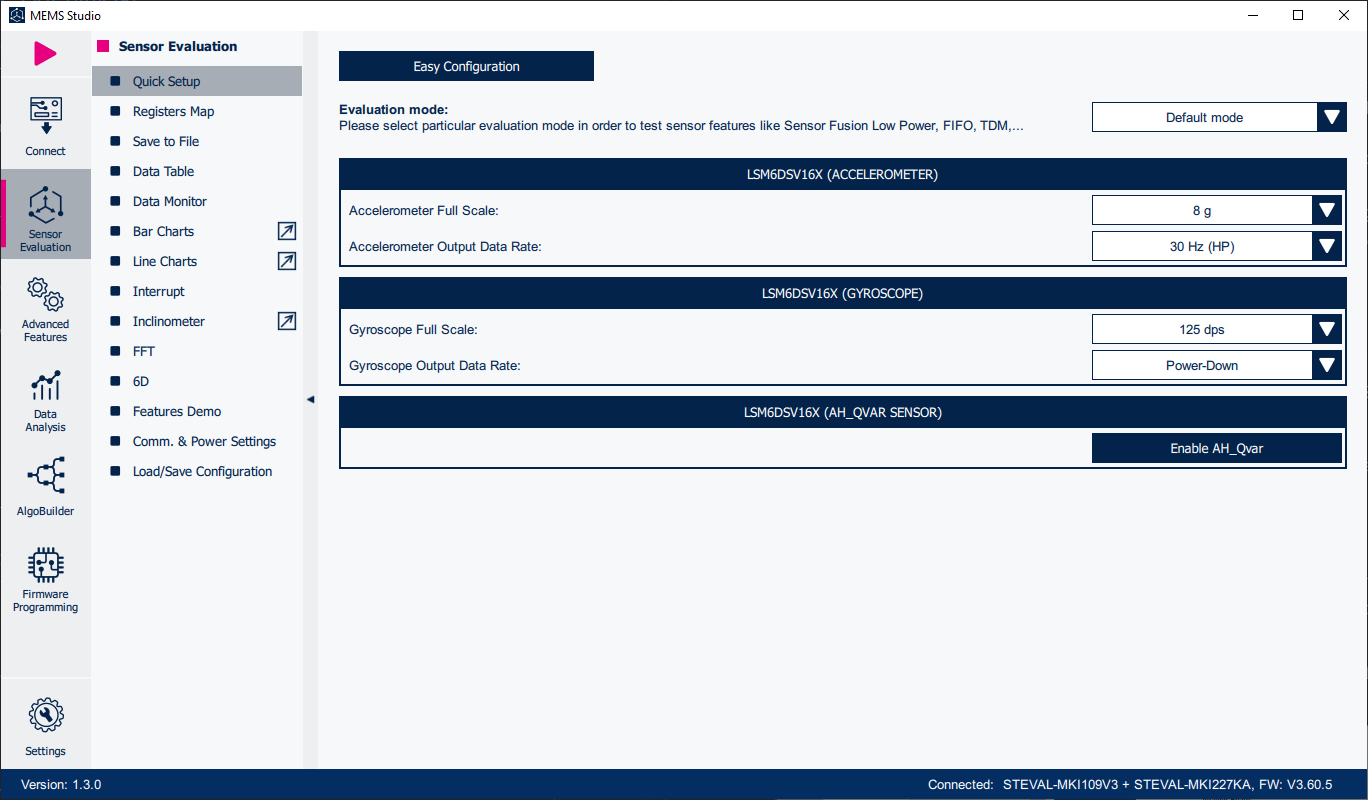 MEMS Studio
Connect
Sensor
Evaluation
Advanced
Features
Data
Analysis
AlgoBuilder
Firmware
Programming
Settings
Sensor Evaluation
Quick Setup
Registers Map
Save to File
Data Table
Data Monitor
Bar Charts
Line Charts
Interrupt
Inclinometer
FFT
6D
Features Demo
Comm. & Power Settings
Load/Save Configuration
Easy Configuration
Evaluation mode:
Please select particular evaluation mode in order to test sensor features like Sensor Fusion Low Power, FIFO, TDM,...
Default mode
LSM6DSV16X (ACCELEROMETER)
Accelerometer Full Scale:
8 g
Accelerometer Output Data Rate:
30 Hz (HP)
LSM6DSV16X (GYROSCOPE)
Gyroscope Full Scale:
125 dps
Gyroscope Output Data Rate:
Power-Down
LSM6DSV16X (AH_QVAR SENSOR)
Enable AH_Qvar
Version: 1.3.0
Connected: STEVAL-MKI109V3 + STEVAL-MKI227KA, FW: V3.60.5